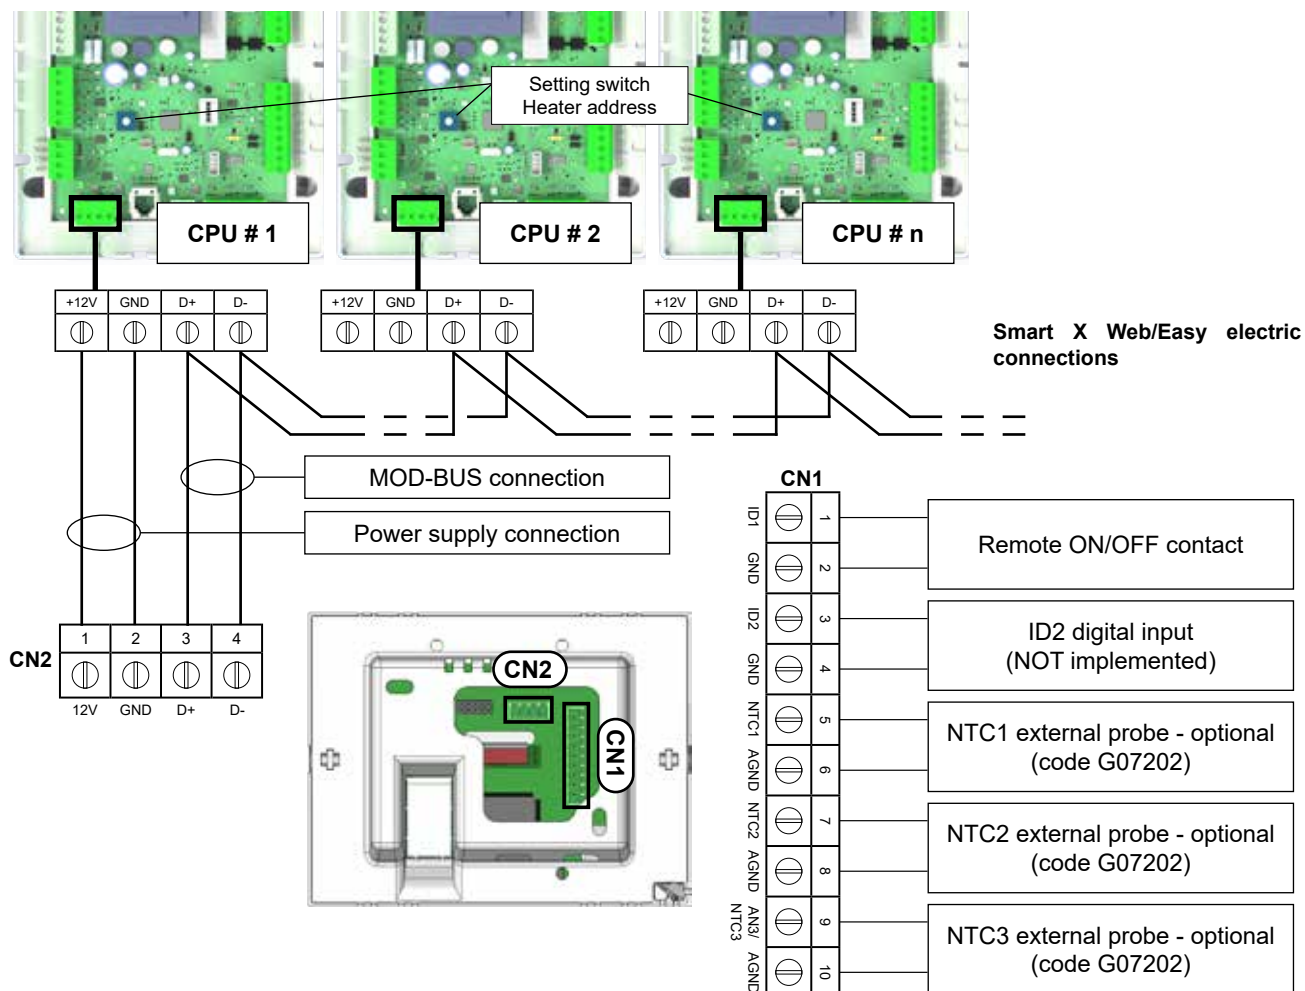 Setting switch
Heater address
CPU # 1
CPU # 2
CPU # n
+12V GND D+ D-
+12V GND D+ D-
+12V GND D+ D-
Smart X Web/Easy electric
connections
MOD-BUS connection
Power supply connection
CN2
1 2 3 4
12V GND D+ D-
CN2
CN1
CN1
ID1 1
GND 2
Remote ON/OFF contact
ID2 3
GND 4
ID2 digital input
(NOT implemented)
NTC1 5
AGND 6
NTC1 external probe - optional
(code G07202)
NTC2 7
AGND 8
NTC2 external probe - optional
(code G07202)
AN3/
NTC3 9
AGND 10
NTC3 external probe - optional
(code G07202)